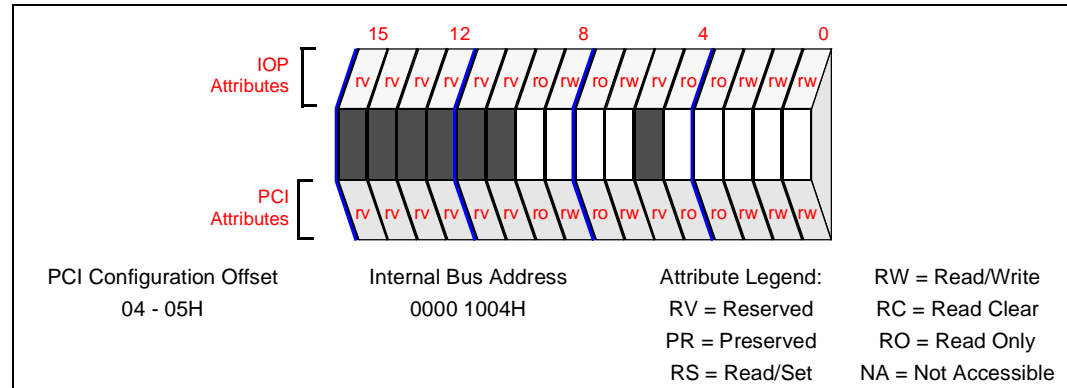 15 12 8 4 0
IOP
Attributes
rv rv rv rv rv rv ro rw ro rw rv ro ro rw rw rw
PCI
Attributes
rv rv rv rv rv rv ro rw ro rw rv ro ro rw rw rw
PCI Configuration Offset
04 - 05H
Internal Bus Address
0000 1004H
Attribute Legend:
RV = Reserved
PR = Preserved
RS = Read/Set
RW = Read/Write
RC = Read Clear
RO = Read Only
NA = Not Accessible